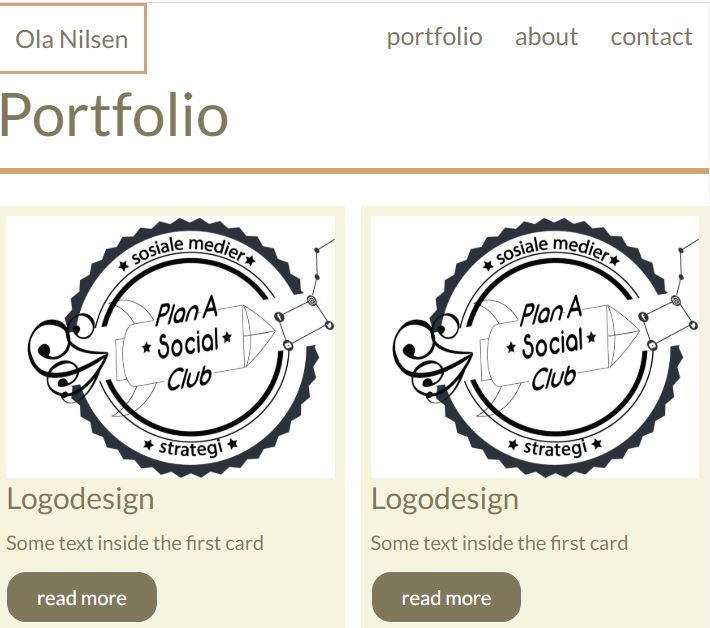 Ola Nilsen
portfolio about contact
Portfolio
★ sosiale medier ★
Plan A
★ Social ★
Club
★ strategi ★
Logodesign
Some text inside the first card
read more
★ sosiale medier ★
Plan A
★ Social ★
Club
★ strategi ★
Logodesign
Some text inside the first card
read more